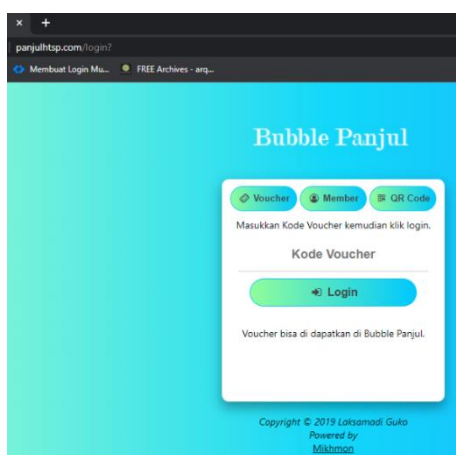 panjulhtsp.com/login?
Membuat Login Mu... FREE Archives - arq...
Bubble Panjul
Voucher Member QR Code
Masukkan Kode Voucher kemudian klik login.
Kode Voucher
Login
Voucher bisa di dapatkan di Bubble Panjul.
Copyright © 2019 Laksamadi Guko
Powered by
Mikhmon